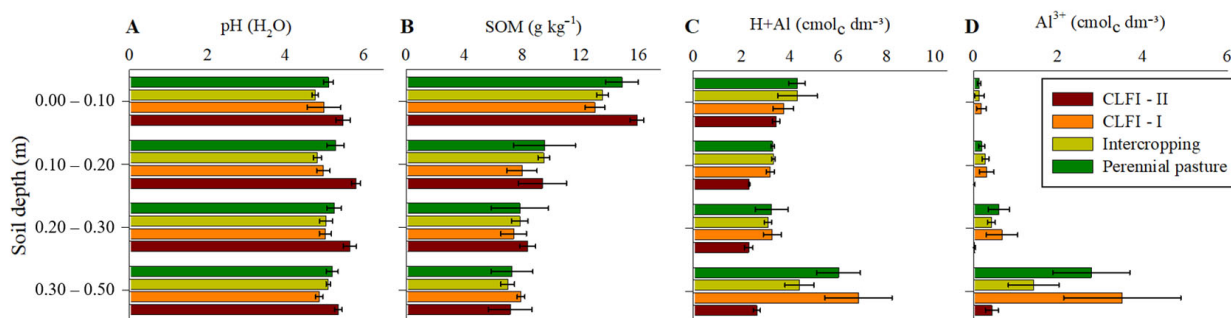 A pH (H₂O)
0 2 4 6
B SOM (g kg⁻¹)
0 4 8 12 16
C H+Al (cmolc dm⁻³)
0 2 4 6 8 10
D Al³⁺ (cmolc dm⁻³)
0 2 4 6
Soil depth (m)
0.00 – 0.10
0.10 – 0.20
0.20 – 0.30
0.30 – 0.50
CLFI - II
CLFI - I
Intercropping
Perennial pasture